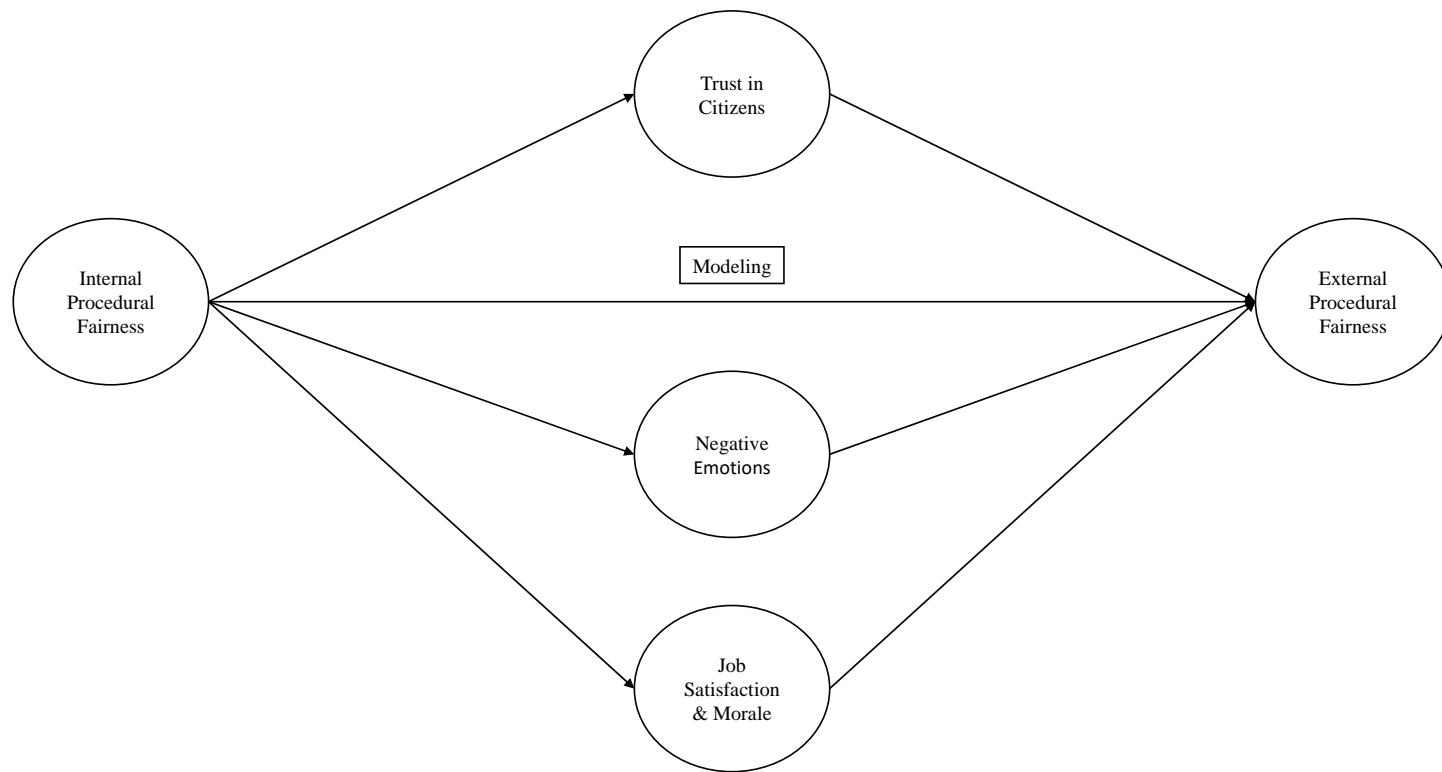 Trust in
Citizens
Modeling
Internal
Procedural
Fairness
External
Procedural
Fairness
Negative
Emotions
Job
Satisfaction
& Morale